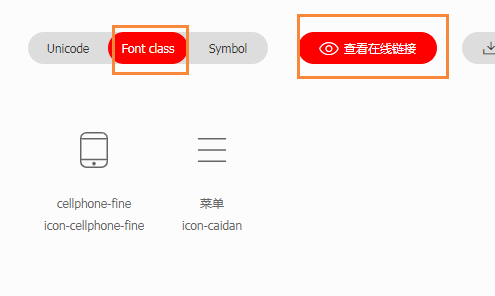 Unicode Font class Symbol 查看在线链接
cellphone-fine 菜单
icon-cellphone-fine icon-caidan